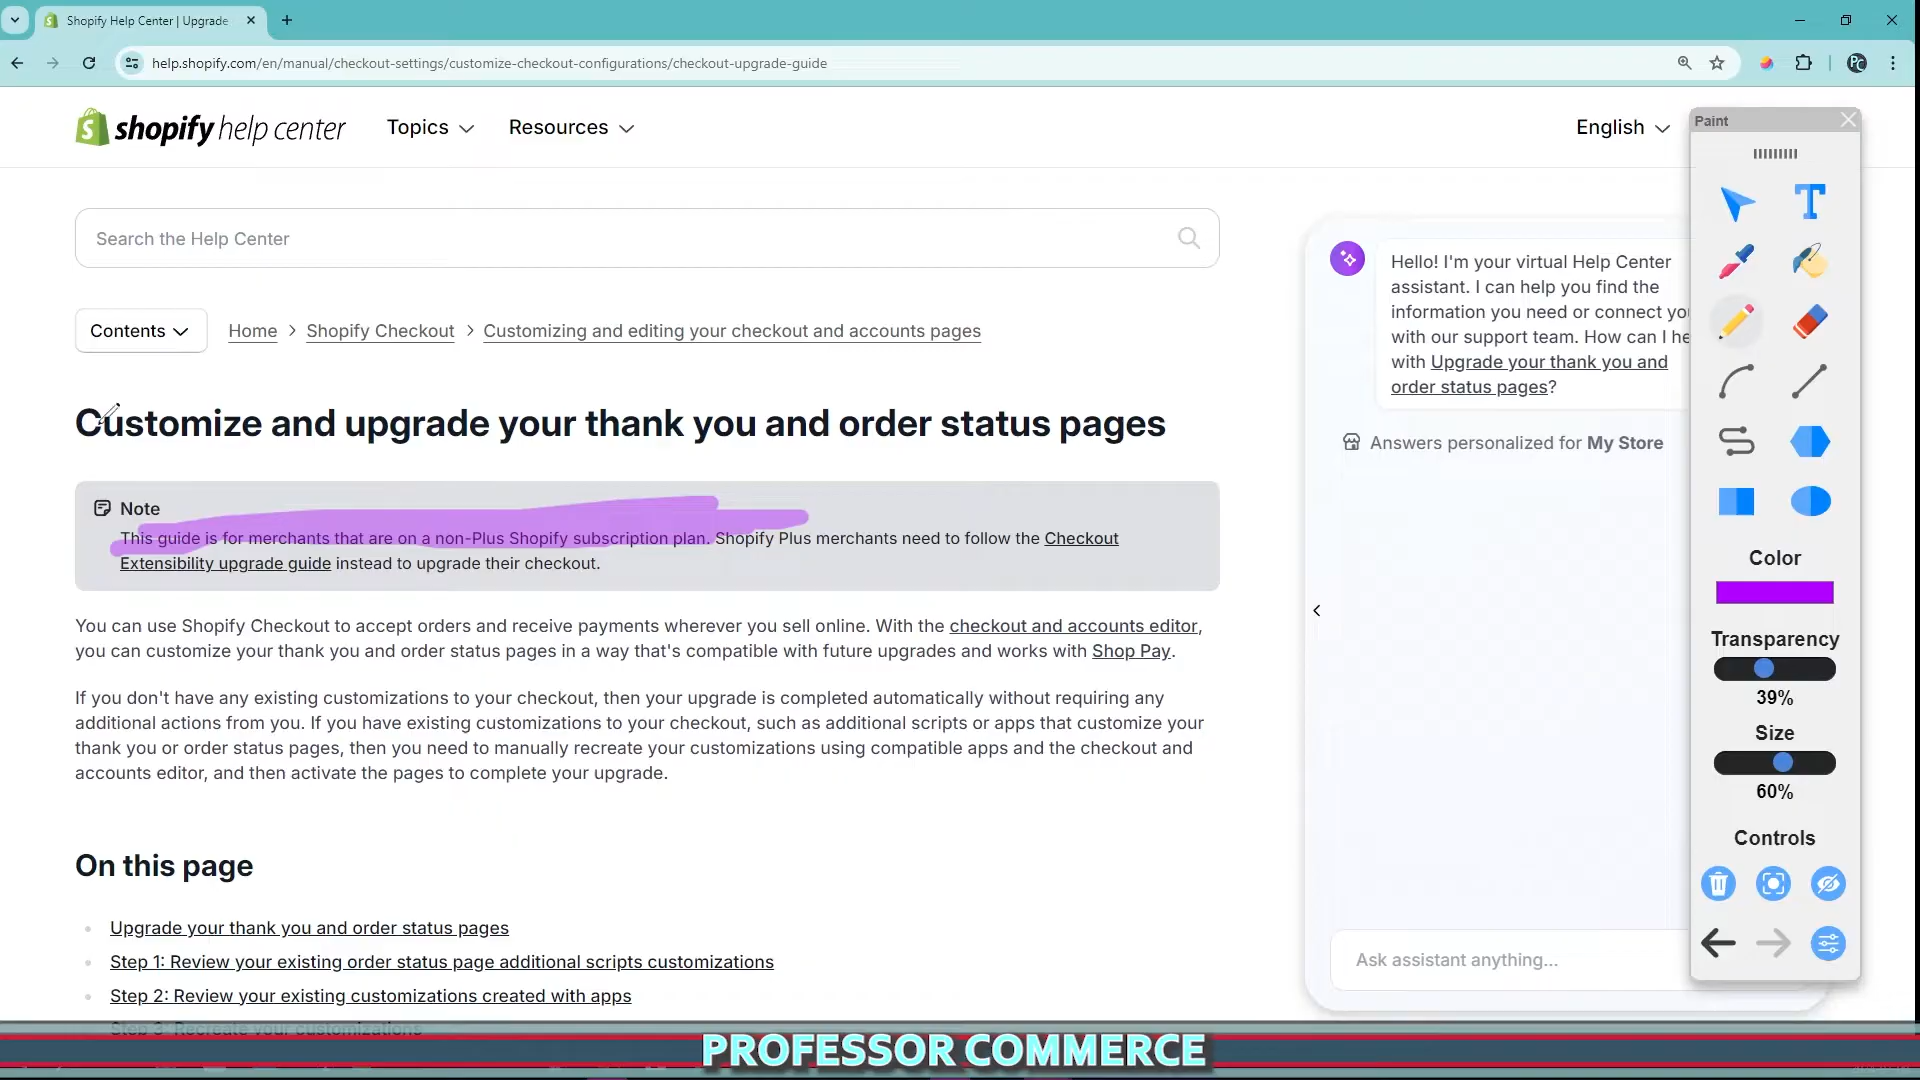 Shopify Help Center | Upgrade
help.shopify.com/en/manual/checkout-settings/customize-checkout-configurations/checkout-upgrade-guide
shopify help center
Topics
Resources
English
Search the Help Center
Contents
Home > Shopify Checkout > Customizing and editing your checkout and accounts pages
Customize and upgrade your thank you and order status pages
Note
This guide is for merchants that are on a non-Plus Shopify subscription plan. Shopify Plus merchants need to follow the Checkout
Extensibility upgrade guide instead to upgrade their checkout.
You can use Shopify Checkout to accept orders and receive payments wherever you sell online. With the checkout and accounts editor,
you can customize your thank you and order status pages in a way that's compatible with future upgrades and works with Shop Pay.
If you don't have any existing customizations to your checkout, then your upgrade is completed automatically without requiring any
additional actions from you. If you have existing customizations to your checkout, such as additional scripts or apps that customize your
thank you or order status pages, then you need to manually recreate your customizations using compatible apps and the checkout and
accounts editor, and then activate the pages to complete your upgrade.
On this page
Upgrade your thank you and order status pages
Step 1: Review your existing order status page additional scripts customizations
Step 2: Review your existing customizations created with apps
Step 3: Recreate your customizations
Hello! I'm your virtual Help Center
assistant. I can help you find the
information you need or connect you
with our support team. How can I he
with Upgrade your thank you and
order status pages?
Answers personalized for My Store
Ask assistant anything...
Paint
Color
Transparency
39%
Size
60%
Controls
PROFESSOR COMMERCE